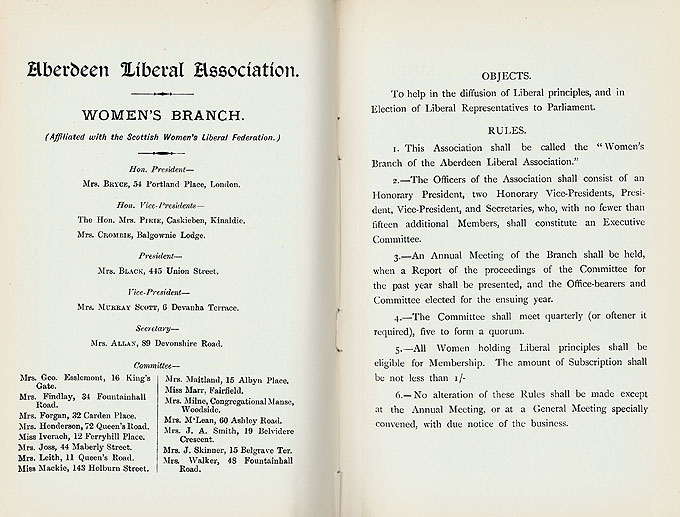 Aberdeen Liberal Association.
WOMEN'S BRANCH.
(Affiliated with the Scottish Women's Liberal Federation.)
Hon. President—
Mrs. BRYCE, 54 Portland Place, London.
Hon. Vice-Presidents—
The Hon. Mrs. PIRIE, Caskieben, Kinaldie.
Mrs. CROMBIE, Balgownie Lodge.
President—
Mrs. BLACK, 445 Union Street.
Vice-President—
Mrs. MURRAY SCOTT, 6 Devanha Terrace.
Secretary—
Mrs. ALLAN, 89 Devonshire Road.
Committee—
Mrs. Geo. Esslemont, 16 King's
Gate.
Mrs. Findlay, 34 Fountainhall
Road.
Mrs. Forgan, 32 Carden Place.
Mrs. Henderson, 72 Queen's Road.
Miss Iverach, 12 Ferryhill Place.
Mrs. Joss, 44 Maberly Street.
Mrs. Leith, 11 Queen's Road.
Miss Mackie, 143 Holburn Street.
Mrs. Maitland, 15 Albyn Place.
Miss Marr, Fairfield.
Mrs. Milne, Congregational Manse,
Woodside.
Mrs. M'Lean, 60 Ashley Road.
Mrs. J. A. Smith, 19 Belvidere
Crescent.
Mrs. J. Skinner, 15 Belgrave Ter.
Mrs. Walker, 48 Fountainhall
Road.
OBJECTS.
To help in the diffusion of Liberal principles, and in
Election of Liberal Representatives to Parliament.
RULES.
1. This Association shall be called the "Women's
Branch of the Aberdeen Liberal Association."
2.—The Officers of the Association shall consist of an
Honorary President, two Honorary Vice-Presidents, Presi-
dent, Vice-President, and Secretaries, who, with no fewer than
fifteen additional Members, shall constitute an Executive
Committee.
3.—An Annual Meeting of the Branch shall be held,
when a Report of the proceedings of the Committee for
the past year shall be presented, and the Office-bearers and
Committee elected for the ensuing year.
4.—The Committee shall meet quarterly (or oftener it
required), five to form a quorum.
5.—All Women holding Liberal principles shall be
eligible for Membership. The amount of Subscription shall
be not less than 1/-
6.—No alteration of these Rules shall be made except
at the Annual Meeting, or at a General Meeting specially
convened, with due notice of the business.